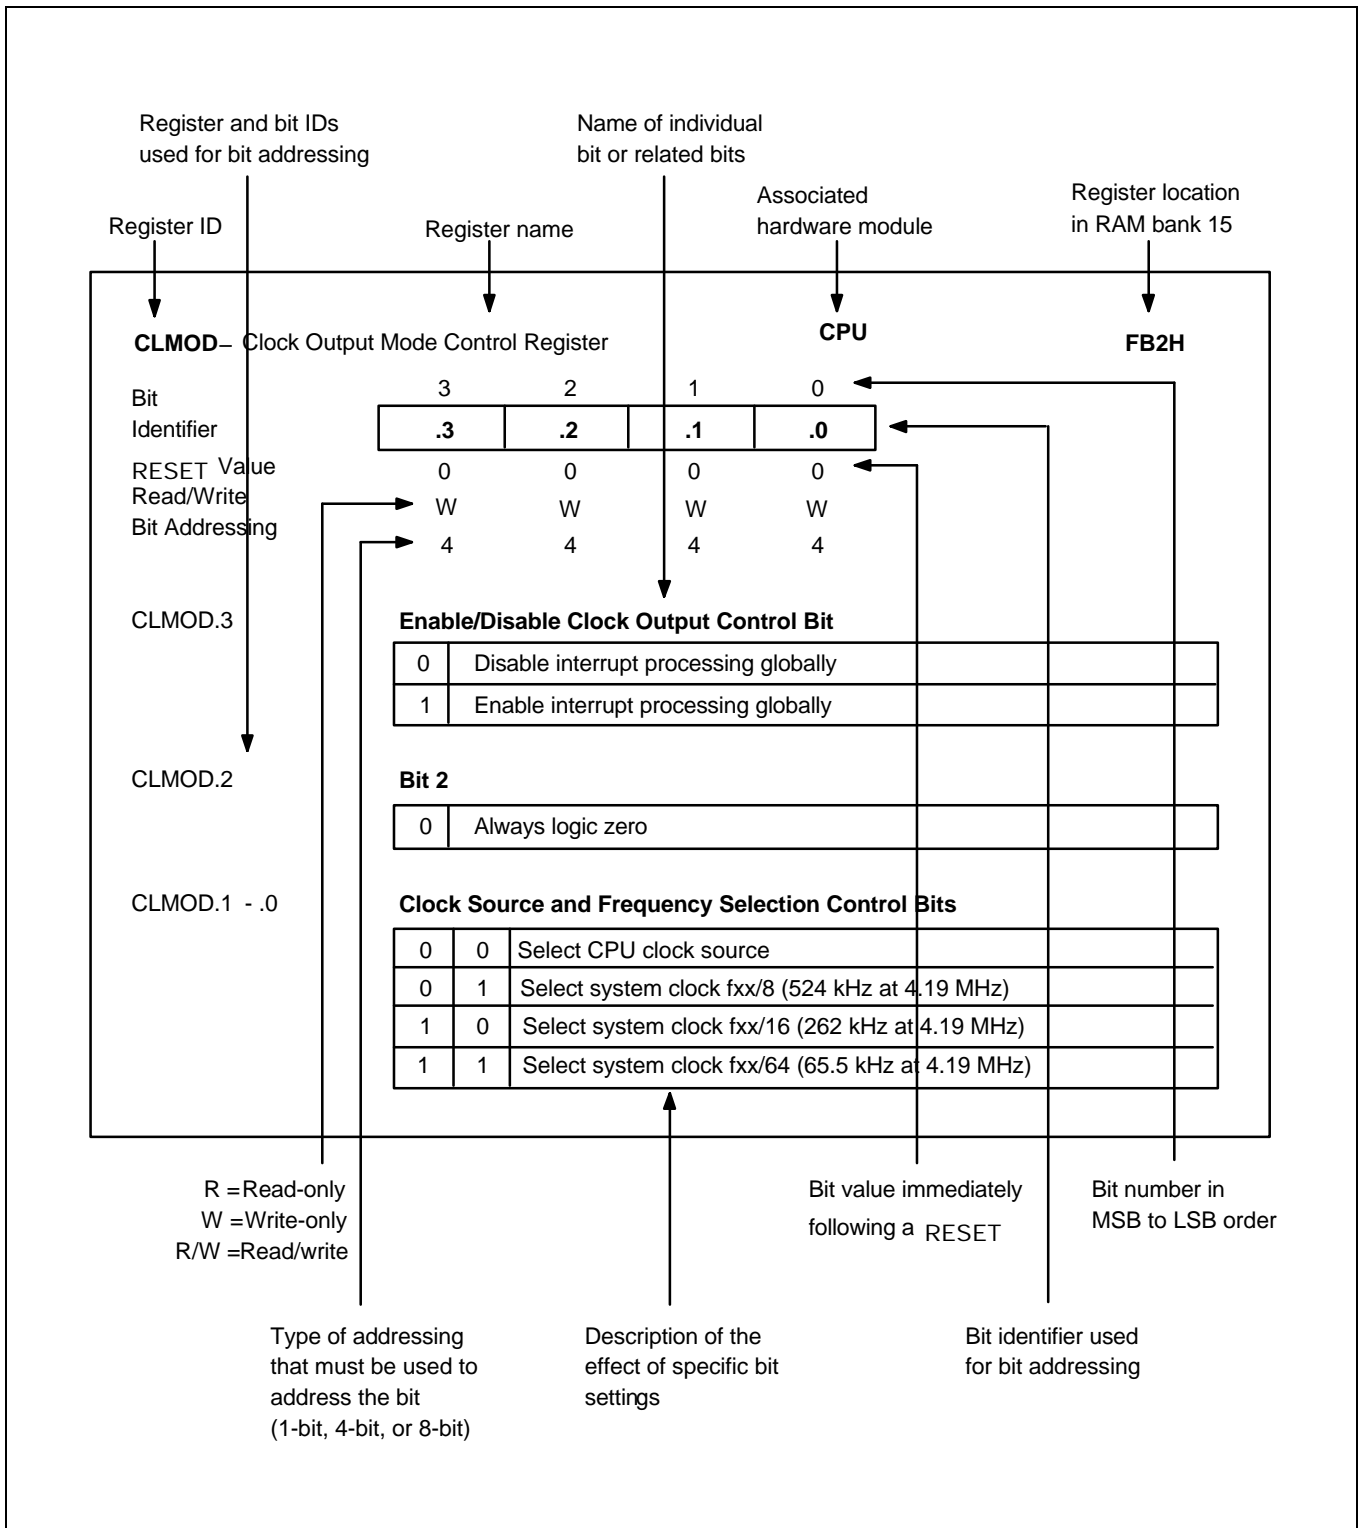 Register and bit IDs
used for bit addressing
Name of individual
bit or related bits
Associated
hardware module
Register location
in RAM bank 15
Register ID
Register name
CLMOD – Clock Output Mode Control Register
CPU
FB2H
Bit
3 2 1 0
Identifier
.3 .2 .1 .0
RESET Value
0 0 0 0
Read/Write
W W W W
Bit Addressing
4 4 4 4
CLMOD.3
Enable/Disable Clock Output Control Bit
0 Disable interrupt processing globally
1 Enable interrupt processing globally
CLMOD.2
Bit 2
0 Always logic zero
CLMOD.1 - .0
Clock Source and Frequency Selection Control Bits
0 0 Select CPU clock source
0 1 Select system clock fxx/8 (524 kHz at 4.19 MHz)
1 0 Select system clock fxx/16 (262 kHz at 4.19 MHz)
1 1 Select system clock fxx/64 (65.5 kHz at 4.19 MHz)
R =Read-only
W =Write-only
R/W =Read/write
Bit value immediately
following a RESET
Bit number in
MSB to LSB order
Type of addressing
that must be used to
address the bit
(1-bit, 4-bit, or 8-bit)
Description of the
effect of specific bit
settings
Bit identifier used
for bit addressing